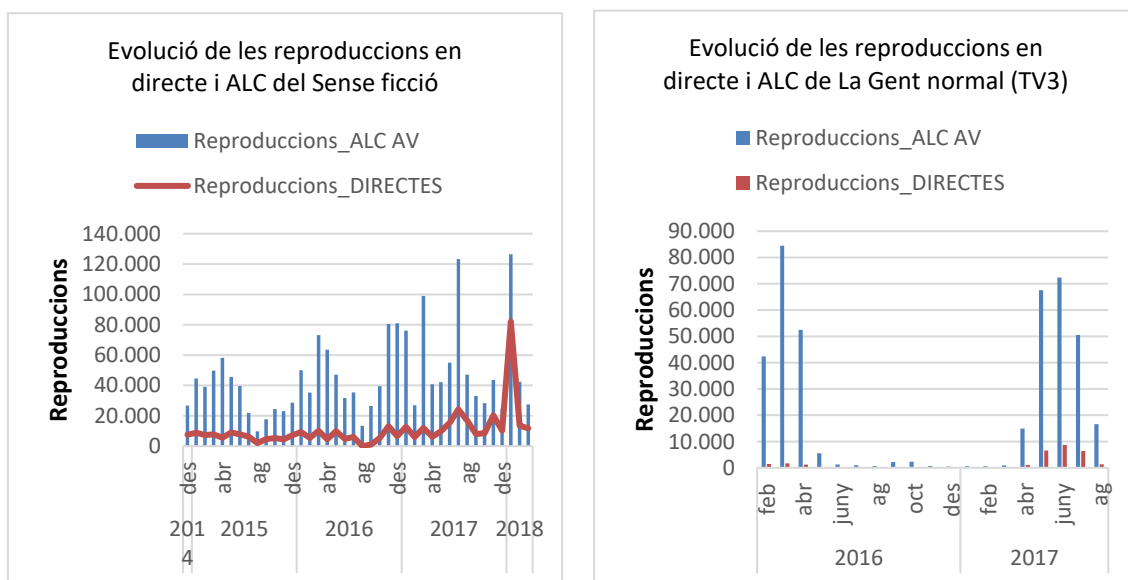 Evolució de les reproduccions en
directe i ALC del Sense ficció
Reproduccions_ALC AV
Reproduccions_DIRECTES
Reproduccions
140.000
120.000
100.000
80.000
60.000
40.000
20.000
0
des
abr
ag
des
abr
ag
des
abr
ag
des
201
4
2015
2016
2017
2018
Evolució de les reproduccions en
directe i ALC de La Gent normal (TV3)
Reproduccions_ALC AV
Reproduccions_DIRECTES
Reproduccions
90.000
80.000
70.000
60.000
50.000
40.000
30.000
20.000
10.000
0
feb
abr
juny
ag
oct
des
feb
abr
juny
ag
2016
2017